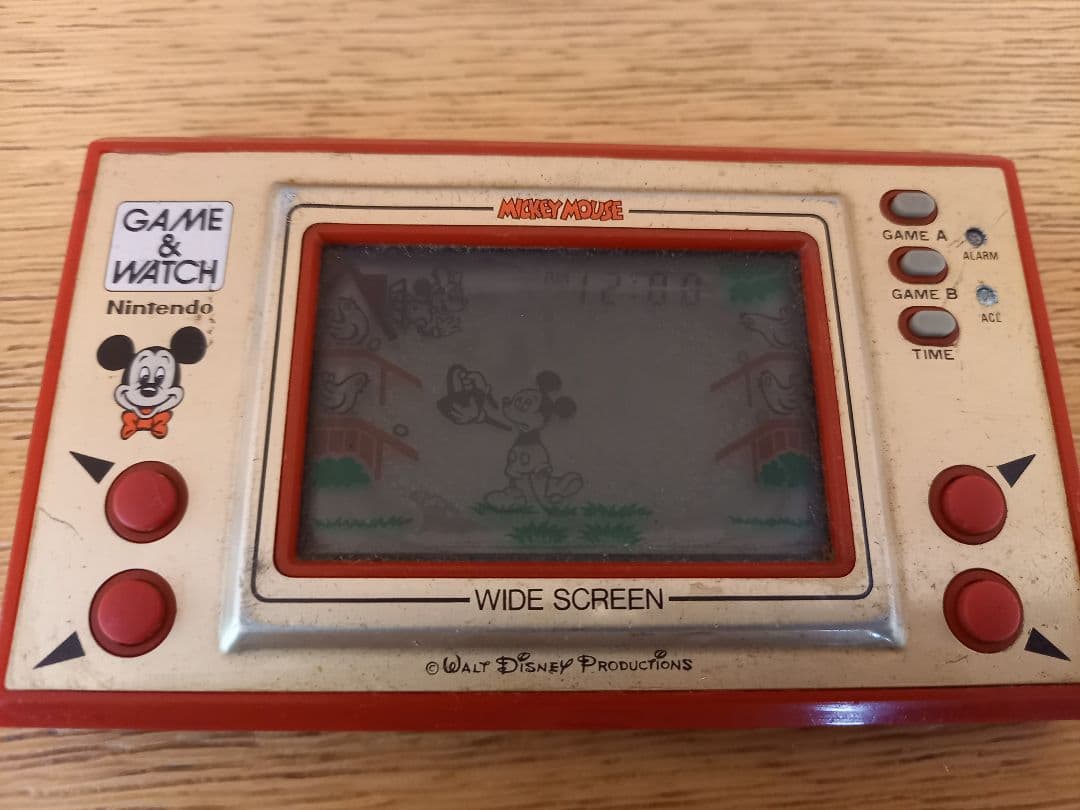 GAME
&
WATCH
Nintendo
MICKEY MOUSE
12:00
GAME A
ALARM
GAME B
ACL
TIME
WIDE SCREEN
© WALT DISNEY PRODUCTIONS